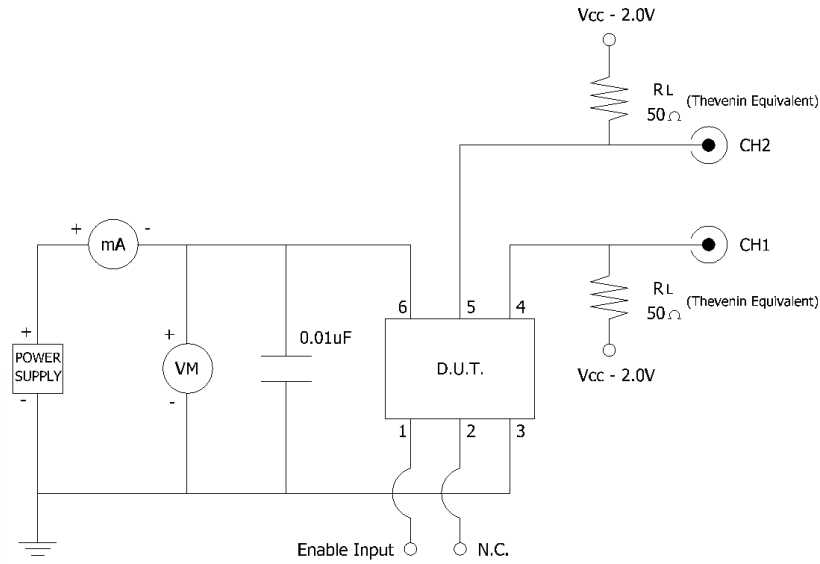 Vcc - 2.0V
RL (Thevenin Equivalent)
50Ω
CH2
+ mA -
CH1
RL (Thevenin Equivalent)
50Ω
Vcc - 2.0V
6 5 4
+
POWER
SUPPLY
-
+
VM
-
0.01uF
D.U.T.
1 2 3
Enable Input
N.C.